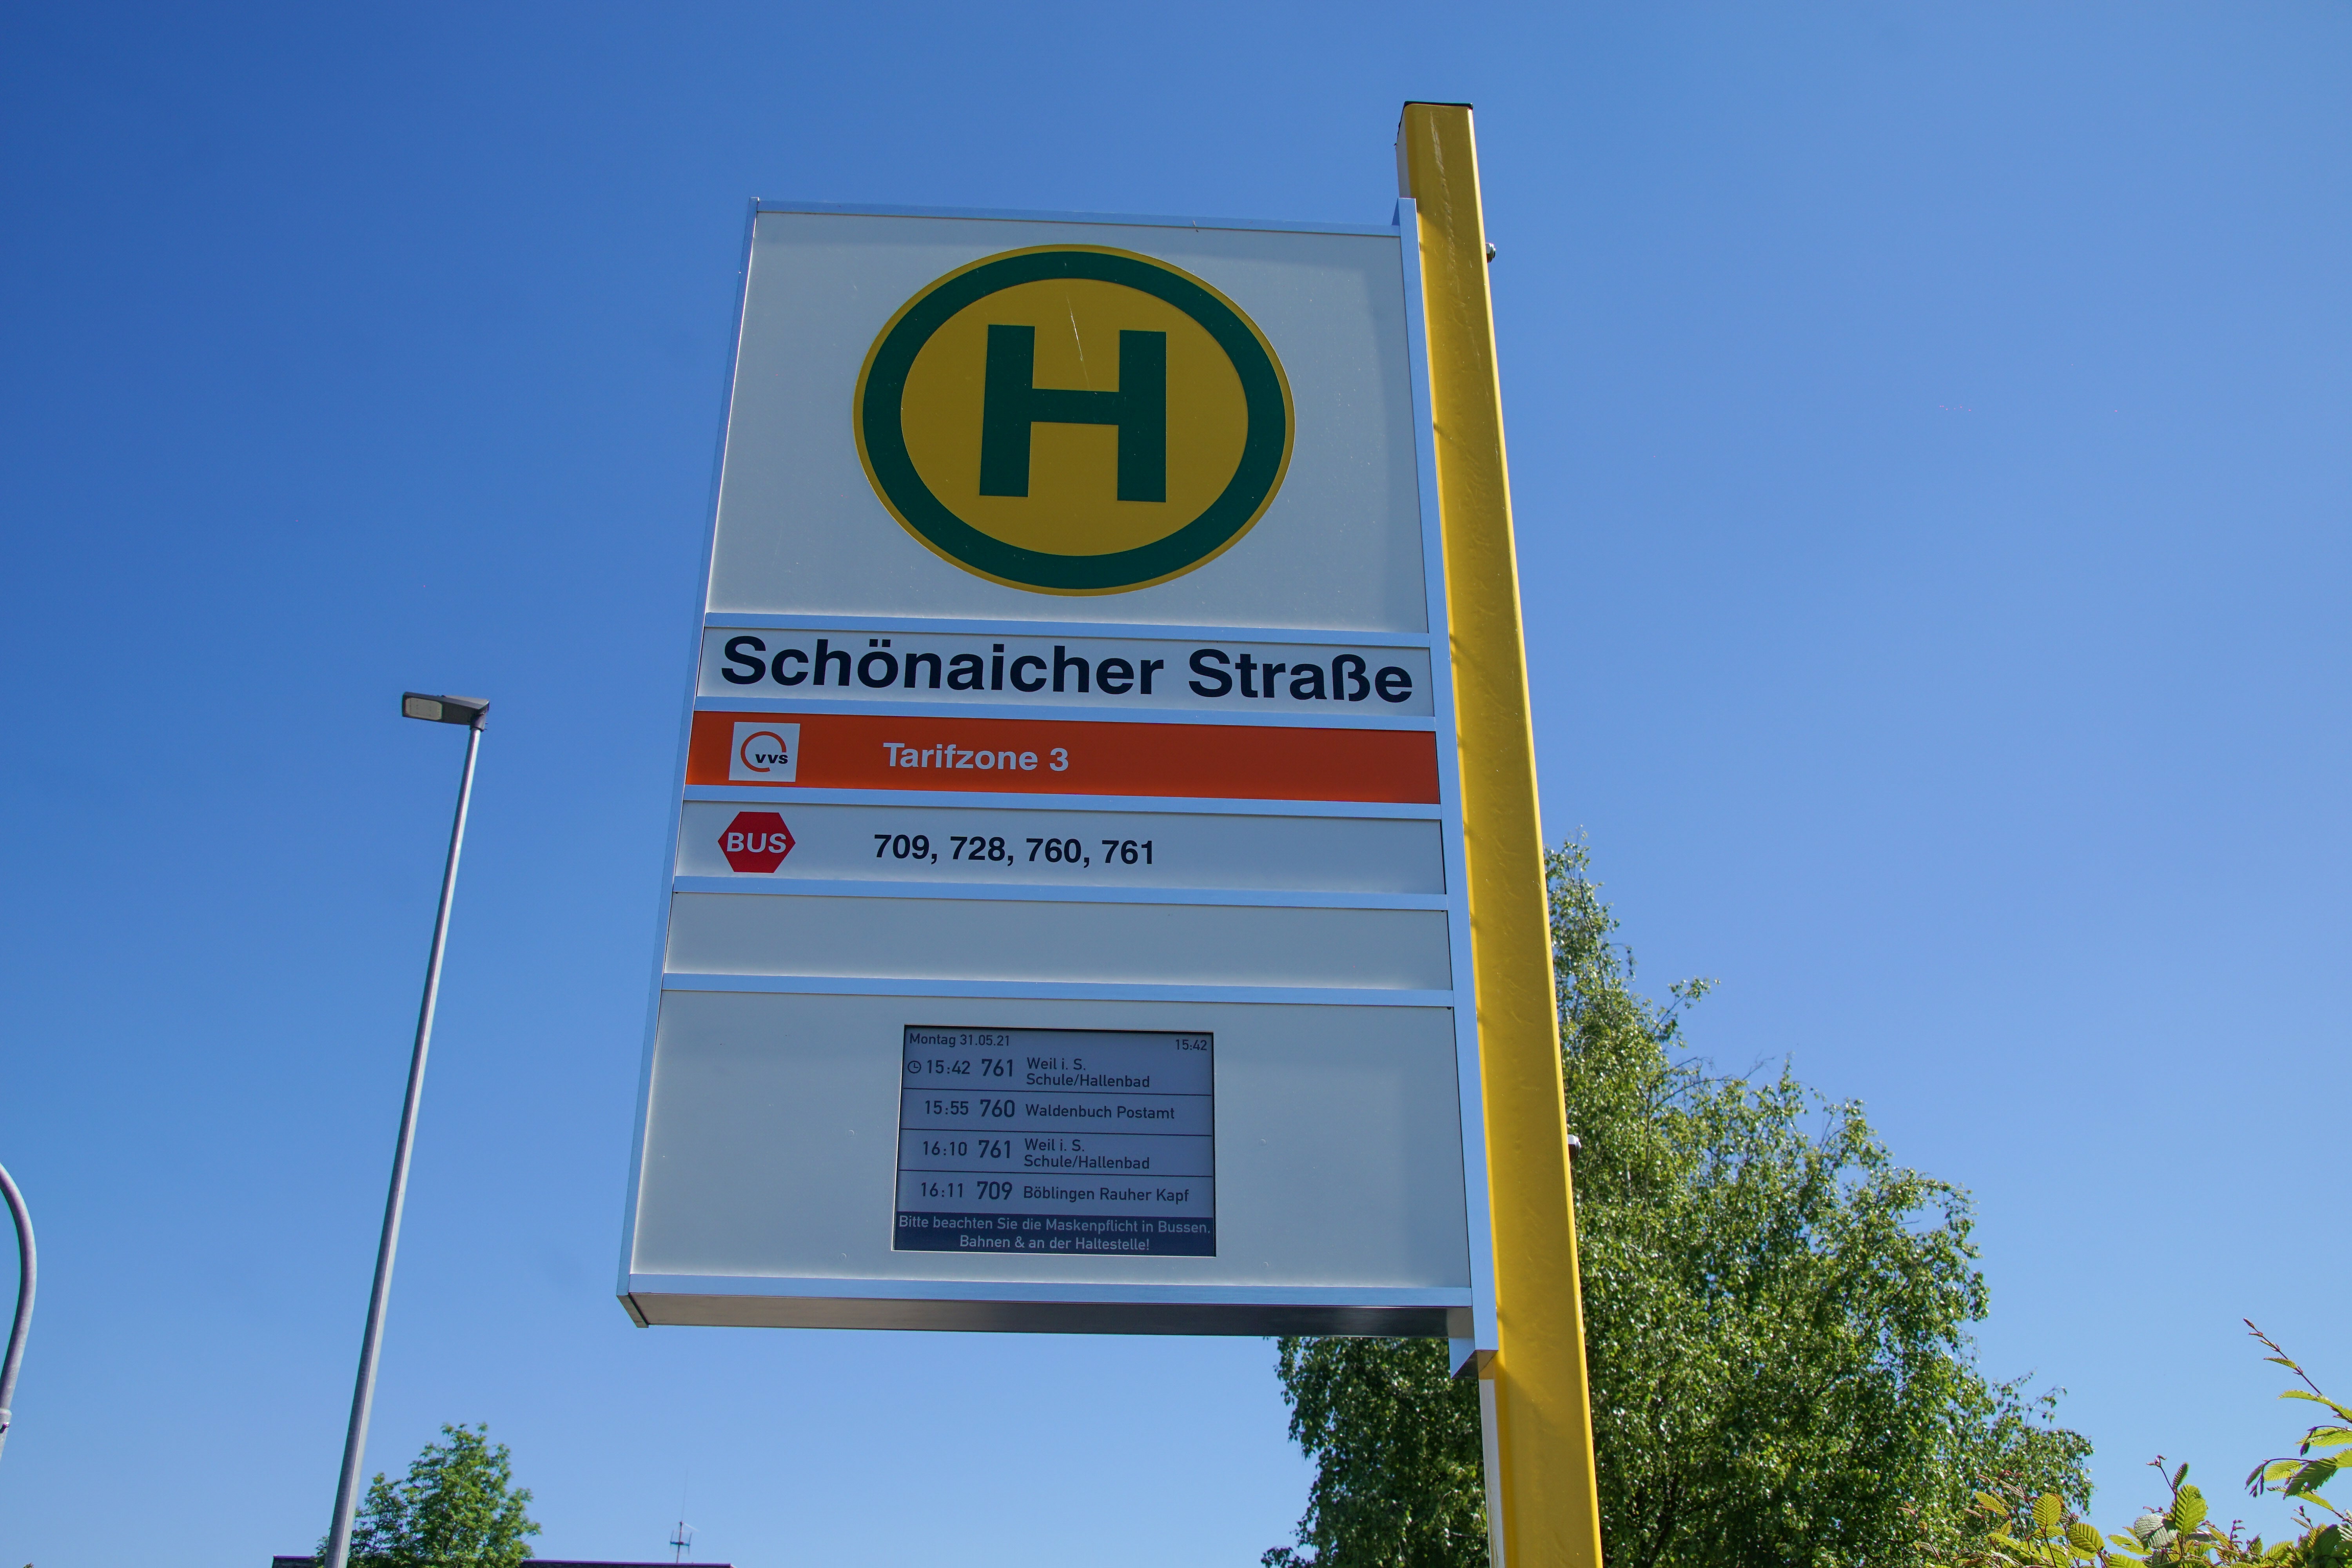 H
Schönaicher Straße
vvs Tarifzone 3
BUS 709, 728, 760, 761
Montag 31.05.21 15:42
15:42 761 Weil i. S.
Schule/Hallenbad
15:55 760 Waldenbuch Postamt
16:10 761 Weil i. S.
Schule/Hallenbad
16:11 709 Böblingen Rauher Kapf
Bitte beachten Sie die Maskenpflicht in Bussen,
Bahnen & an der Haltestelle!